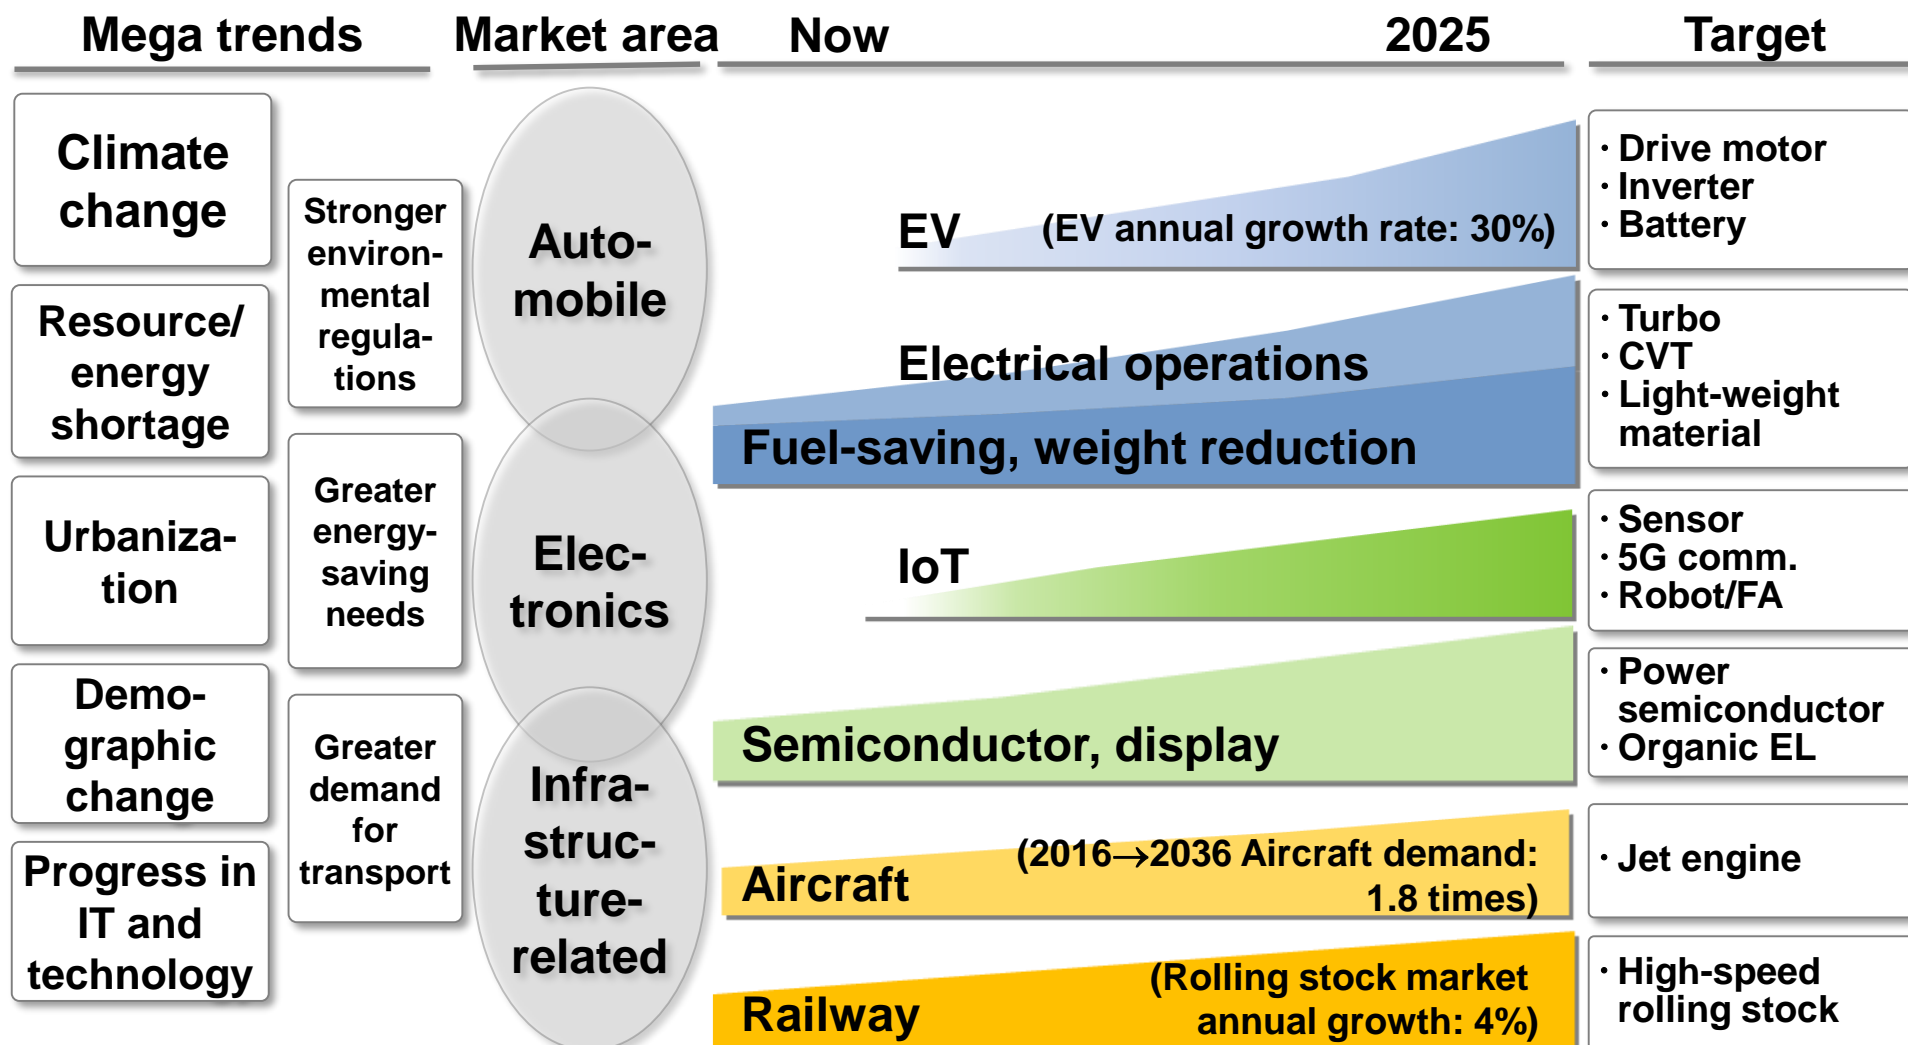 Mega trends
Market area
Now
2025
Target
Climate
change
Resource/
energy
shortage
Urbaniza-
tion
Demo-
graphic
change
Progress in
IT and
technology
Stronger
environ-
mental
regula-
tions
Greater
energy-
saving
needs
Greater
demand
for
transport
Auto-
mobile
Elec-
tronics
Infra-
struc-
ture-
related
EV (EV annual growth rate: 30%)
Electrical operations
Fuel-saving, weight reduction
IoT
Semiconductor, display
(2016→2036 Aircraft demand:
Aircraft
1.8 times)
(Rolling stock market
Railway
annual growth: 4%)
・Drive motor
・Inverter
・Battery
・Turbo
・CVT
・Light-weight
material
・Sensor
・5G comm.
・Robot/FA
・Power
semiconductor
・Organic EL
・Jet engine
・High-speed
rolling stock